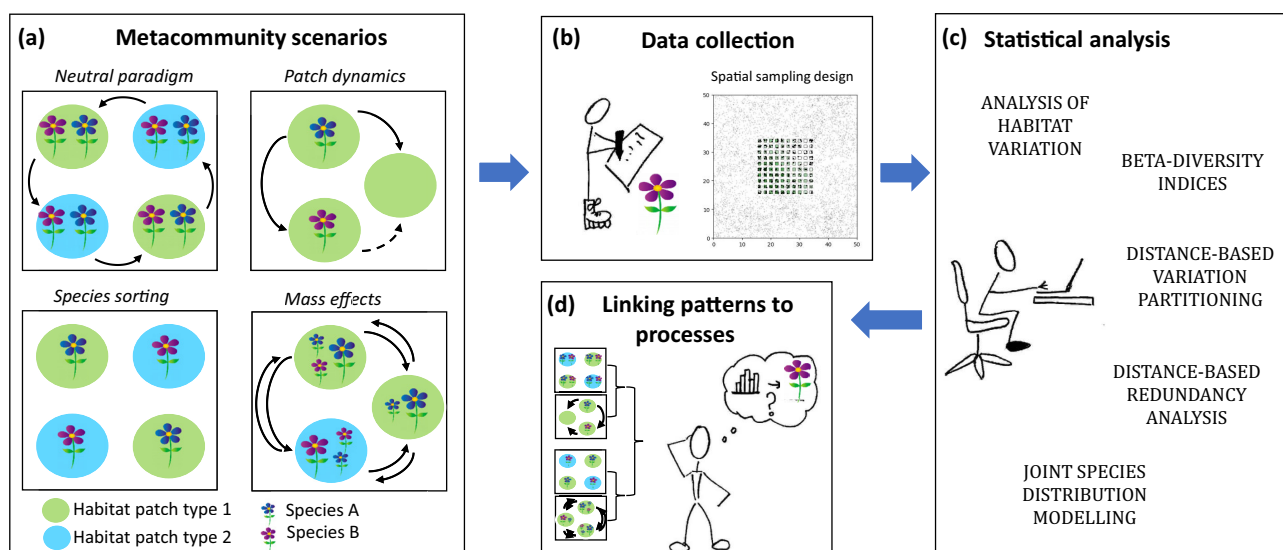 (a) Metacommunity scenarios
Neutral paradigm
Patch dynamics
Species sorting
Mass effects
Habitat patch type 1
Habitat patch type 2
Species A
Species B
(b) Data collection
Spatial sampling design
50
40
30
20
10
0
0 10 20 30 40 50
(d) Linking patterns to
processes
?
(c) Statistical analysis
ANALYSIS OF
HABITAT
VARIATION
BETA-DIVERSITY
INDICES
DISTANCE-BASED
VARIATION
PARTITIONING
DISTANCE-BASED
REDUNDANCY
ANALYSIS
JOINT SPECIES
DISTRIBUTION
MODELLING